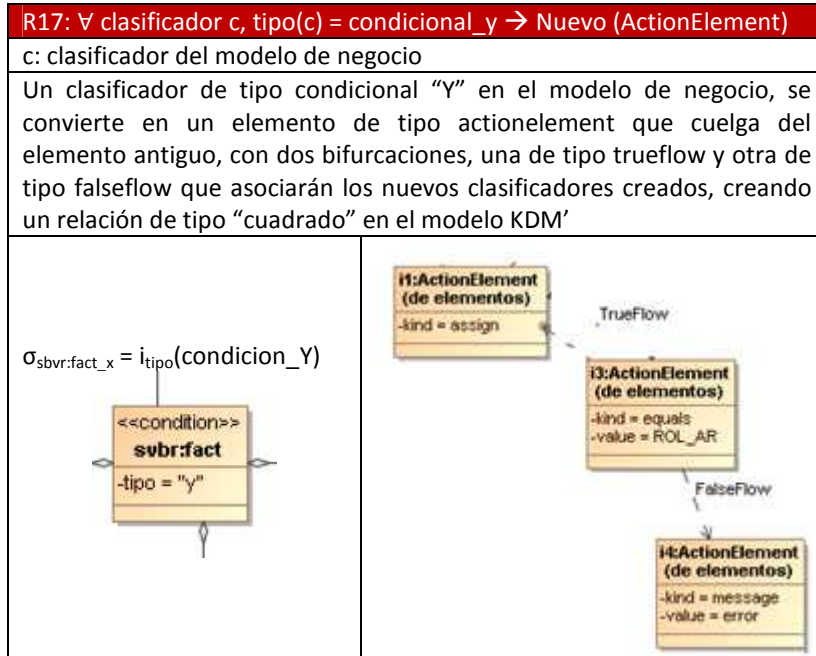 R17: ∀ clasificador c, tipo(c) = condicional_y → Nuevo (ActionElement)
c: clasificador del modelo de negocio
Un clasificador de tipo condicional “Y” en el modelo de negocio, se
convierte en un elemento de tipo actionelement que cuelga del
elemento antiguo, con dos bifurcaciones, una de tipo trueflow y otra de
tipo falseflow que asociarán los nuevos clasificadores creados, creando
un relación de tipo “cuadrado” en el modelo KDM’
σsbvr:fact_x = itipo(condicion_Y)
<<condition>>
svbr:fact
-tipo = "y"
i1:ActionElement
(de elementos)
-kind = assign
TrueFlow
i3:ActionElement
(de elementos)
-kind = equals
-value = ROL_AR
FalseFlow
i4:ActionElement
(de elementos)
-kind = message
-value = error